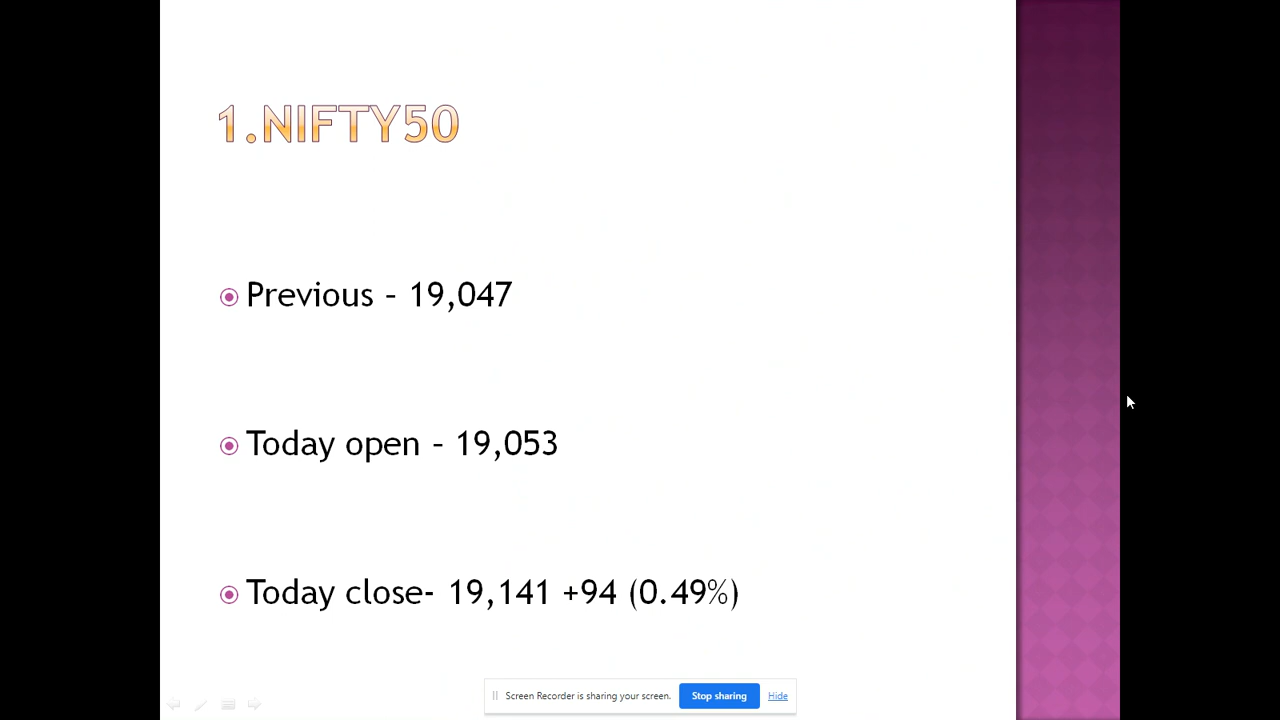 1.NIFTY50
Previous – 19,047
Today open – 19,053
Today close- 19,141 +94 (0.49%)
Screen Recorder is sharing your screen. Stop sharing Hide